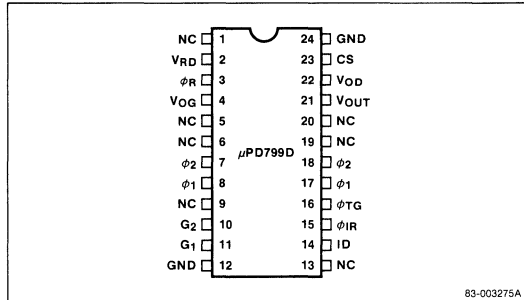 NC 1 24 GND
VRD 2 23 CS
φR 3 22 VOD
VOG 4 21 VOUT
NC 5 20 NC
NC 6 19 NC
μPD799D
φ2 7 18 φ2
φ1 8 17 φ1
NC 9 16 φTG
G2 10 15 φIR
G1 11 14 ID
GND 12 13 NC
83-003275A